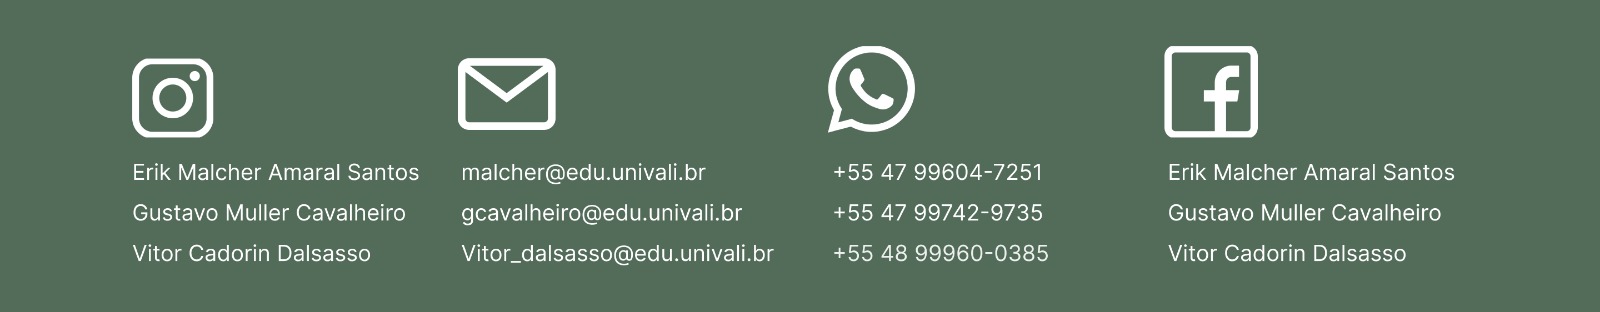 Erik Malcher Amaral Santos
Gustavo Muller Cavalheiro
Vitor Cadorin Dalsasso
malcher@edu.univali.br
gcavalheiro@edu.univali.br
Vitor_dalsasso@edu.univali.br
+55 47 99604-7251
+55 47 99742-9735
+55 48 99960-0385
Erik Malcher Amaral Santos
Gustavo Muller Cavalheiro
Vitor Cadorin Dalsasso